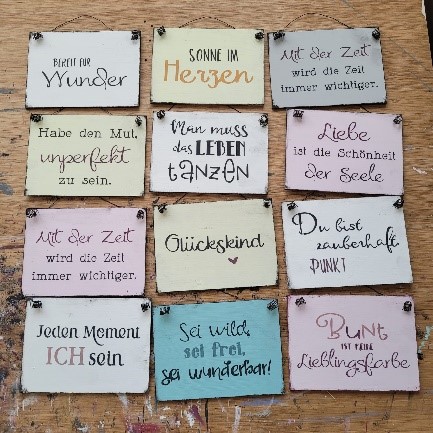 BEREIT FÜR
Wunder
SONNE IM
Herzen
Mit der Zeit
wird die Zeit
immer wichtiger.
Habe den Mut,
unperfekt
zu sein.
Man muss
das LEBEN
tanzen
Liebe
ist die Schönheit
der Seele
Mit der Zeit
wird die Zeit
immer wichtiger.
Glückskind
Du bist
zauberhaft
PUNKT
Jeden Moment
ICH sein
Sei wild,
sei frei,
sei wunderbar!
BuNt
IST MEINE
Lieblingsfarbe